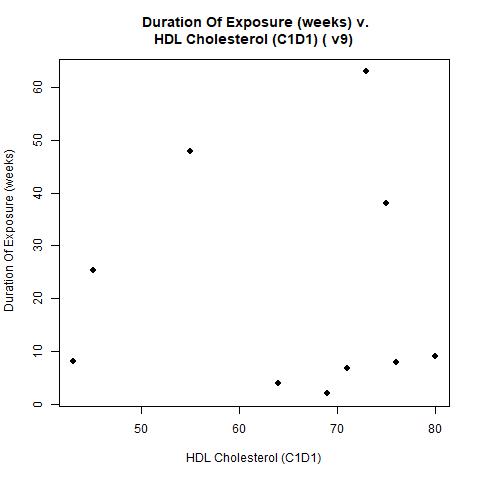 Duration Of Exposure (weeks) v.
HDL Cholesterol (C1D1) ( v9)
Duration Of Exposure (weeks)
60
50
40
30
20
10
0
50 60 70 80
HDL Cholesterol (C1D1)